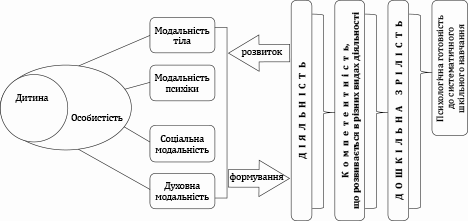 Дитина
Особистість
Модальність
тіла
Модальність
психіки
Соціальна
модальність
Духовна
модальність
розвиток
формування
ДІЯЛЬНІСТЬ
Компетентність,
що розвивається в різних видах діяльності
ДОШКІЛЬНА ЗРІЛІСТЬ
Психологічна готовність
до систематичного
шкільного навчання